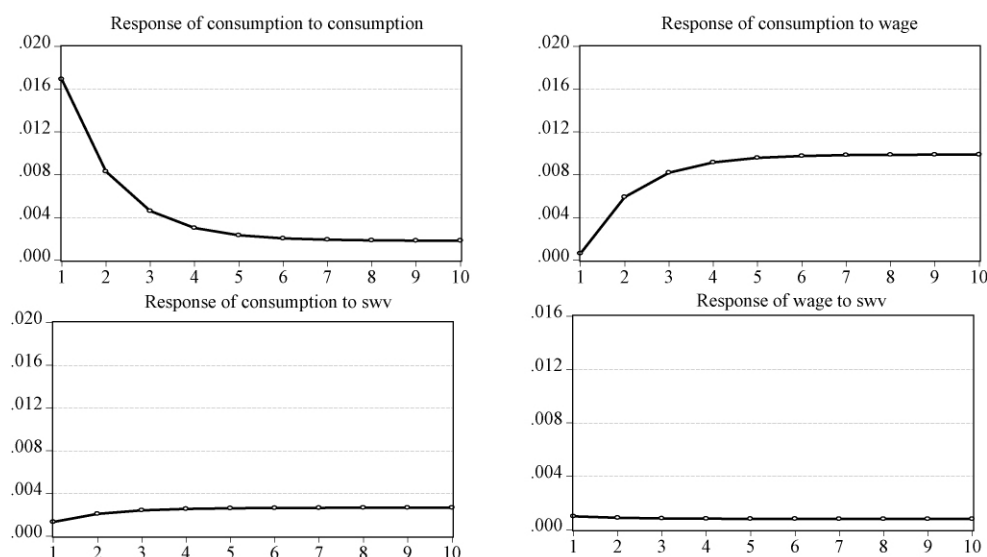 Response of consumption to consumption
.020
.016
.012
.008
.004
.000
1 2 3 4 5 6 7 8 9 10
Response of consumption to wage
.020
.016
.012
.008
.004
.000
1 2 3 4 5 6 7 8 9 10
Response of consumption to swv
.020
.016
.012
.008
.004
.000
1 2 3 4 5 6 7 8 9 10
Response of wage to swv
.016
.012
.008
.004
.000
1 2 3 4 5 6 7 8 9 10